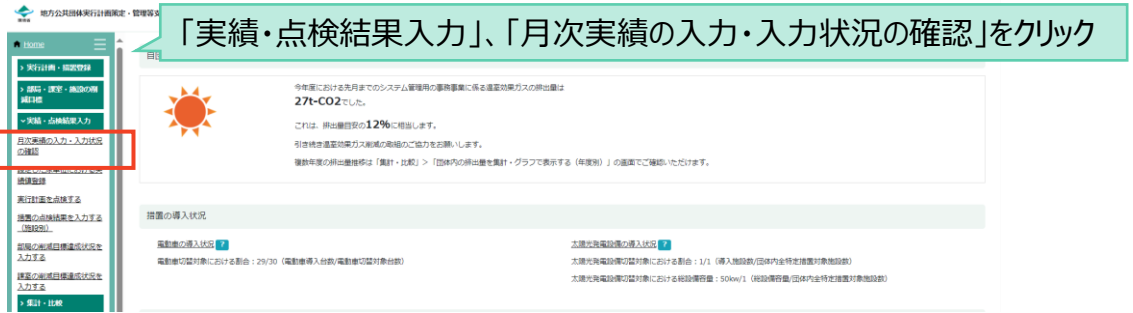 地方公共団体実行計画策定・管理等支
「実績・点検結果入力」、「月次実績の入力・入力状況の確認」をクリック
Home
> 実行計画・措置登録
> 部局・課室・施設の削
減目標
実績・点検結果入力
月次実績の入力・入力状況
の確認
績値登録
実行計画を点検する
措置の点検結果を入力する
（施設別）
部局の削減目標達成状況を
入力する
課室の削減目標達成状況を
入力する
> 集計・比較
今年度における先月までのシステム管理用の事務事業に係る温室効果ガスの排出量は
27t-CO2でした。
これは、排出量目安の12%に相当します。
引き続き温室効果ガス削減の取組のご協力をお願いします。
複数年度の排出量推移は「集計・比較」>「団体内の排出量を集計・グラフで表示する（年度別）」の画面でご確認いただけます。
措置の導入状況
電動車の導入状況 ?
電動車切替対象における割合：29/30（電動車導入台数/電動車切替対象台数）
太陽光発電設備の導入状況 ?
太陽光発電設備切替対象における割合：1/1（導入施設数/団体内全特定措置対象施設数）
太陽光発電設備切替対象における総設備容量：50kw/1（総設備容量/団体内全特定措置対象施設数）